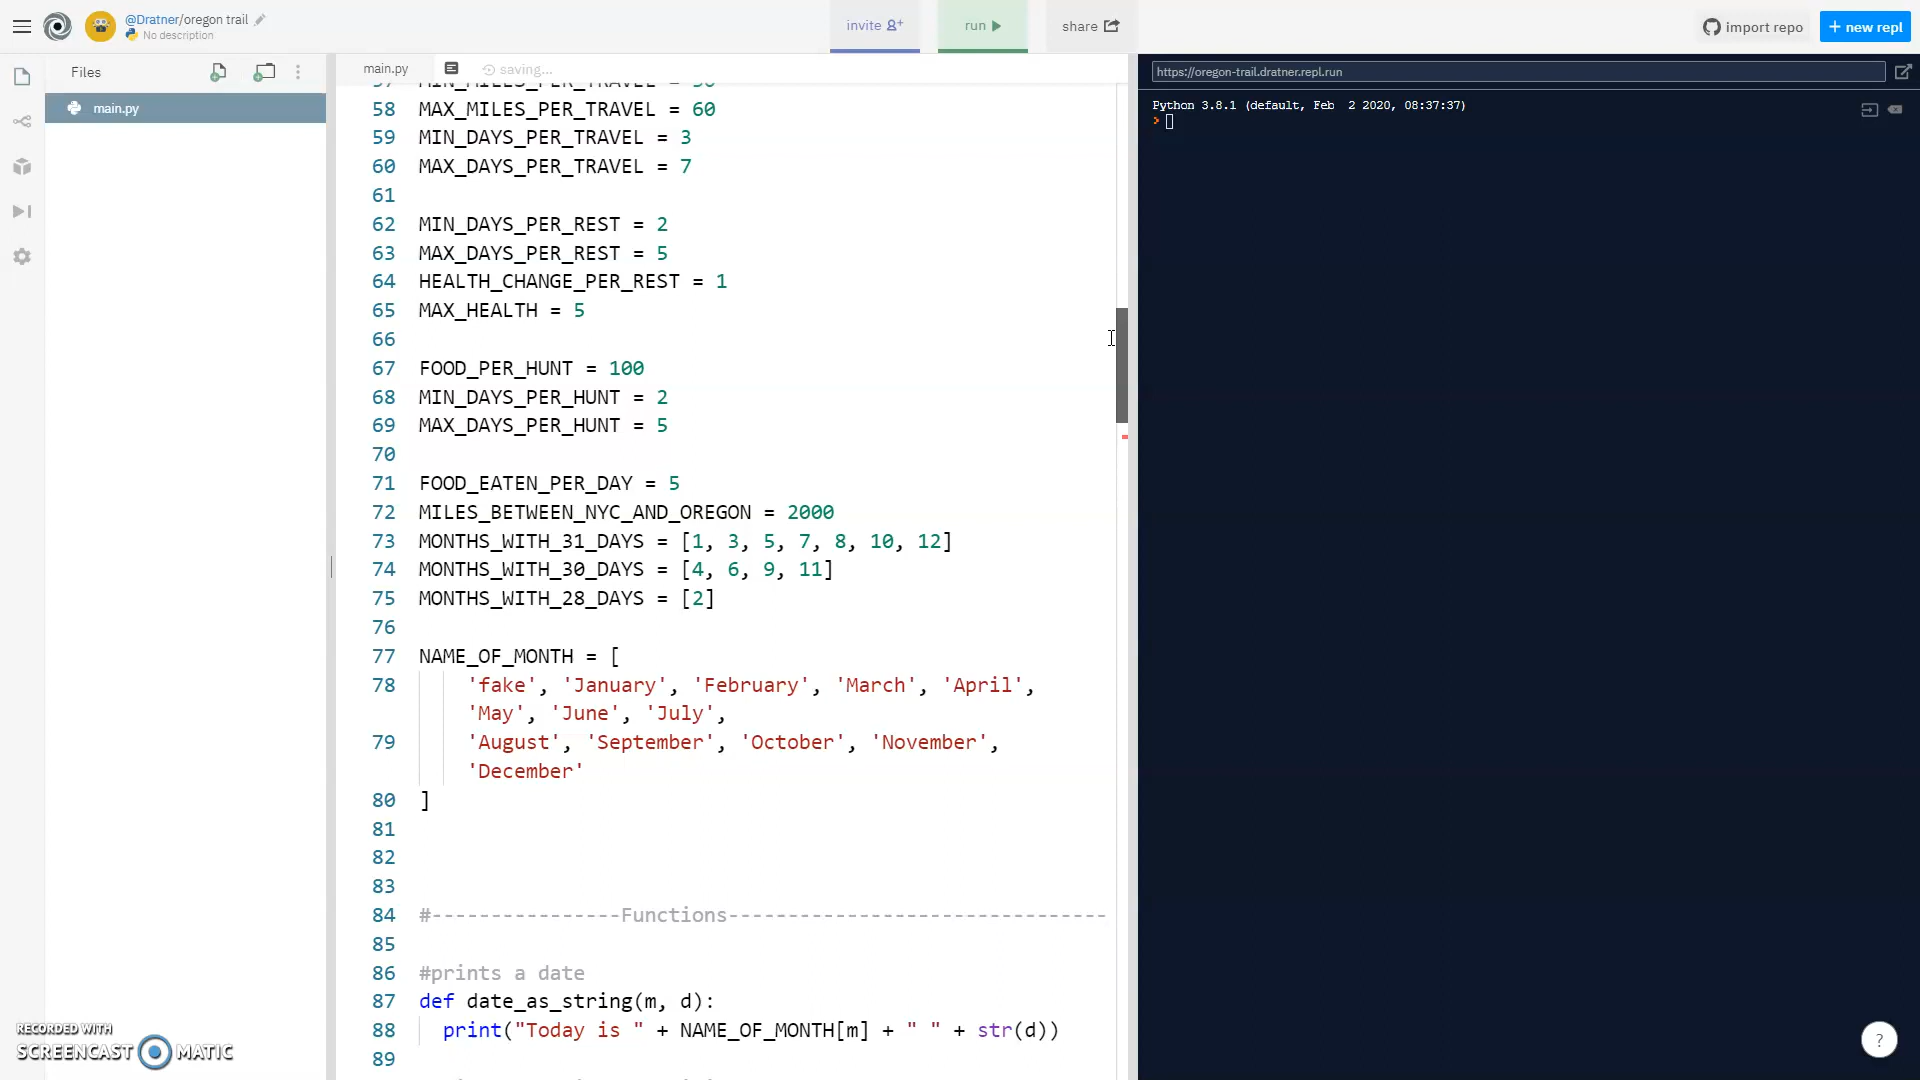 @Dratner/oregon trail
No description
invite
run
share
import repo
+ new repl
Files
main.py
main.py
saving...
https://oregon-trail.dratner.repl.run
Python 3.8.1 (default, Feb  2 2020, 08:37:37)
>
57 MIN_MILES_PER_TRAVEL = 30
58 MAX_MILES_PER_TRAVEL = 60
59 MIN_DAYS_PER_TRAVEL = 3
60 MAX_DAYS_PER_TRAVEL = 7
61
62 MIN_DAYS_PER_REST = 2
63 MAX_DAYS_PER_REST = 5
64 HEALTH_CHANGE_PER_REST = 1
65 MAX_HEALTH = 5
66
67 FOOD_PER_HUNT = 100
68 MIN_DAYS_PER_HUNT = 2
69 MAX_DAYS_PER_HUNT = 5
70
71 FOOD_EATEN_PER_DAY = 5
72 MILES_BETWEEN_NYC_AND_OREGON = 2000
73 MONTHS_WITH_31_DAYS = [1, 3, 5, 7, 8, 10, 12]
74 MONTHS_WITH_30_DAYS = [4, 6, 9, 11]
75 MONTHS_WITH_28_DAYS = [2]
76
77 NAME_OF_MONTH = [
78 'fake', 'January', 'February', 'March', 'April',
'May', 'June', 'July',
79 'August', 'September', 'October', 'November',
'December'
80 ]
81
82
83
84 #----------------Functions--------------------------------
85
86 #prints a date
87 def date_as_string(m, d):
88 print("Today is " + NAME_OF_MONTH[m] + " " + str(d))
89
RECORDED WITH
SCREENCAST MATIC
?